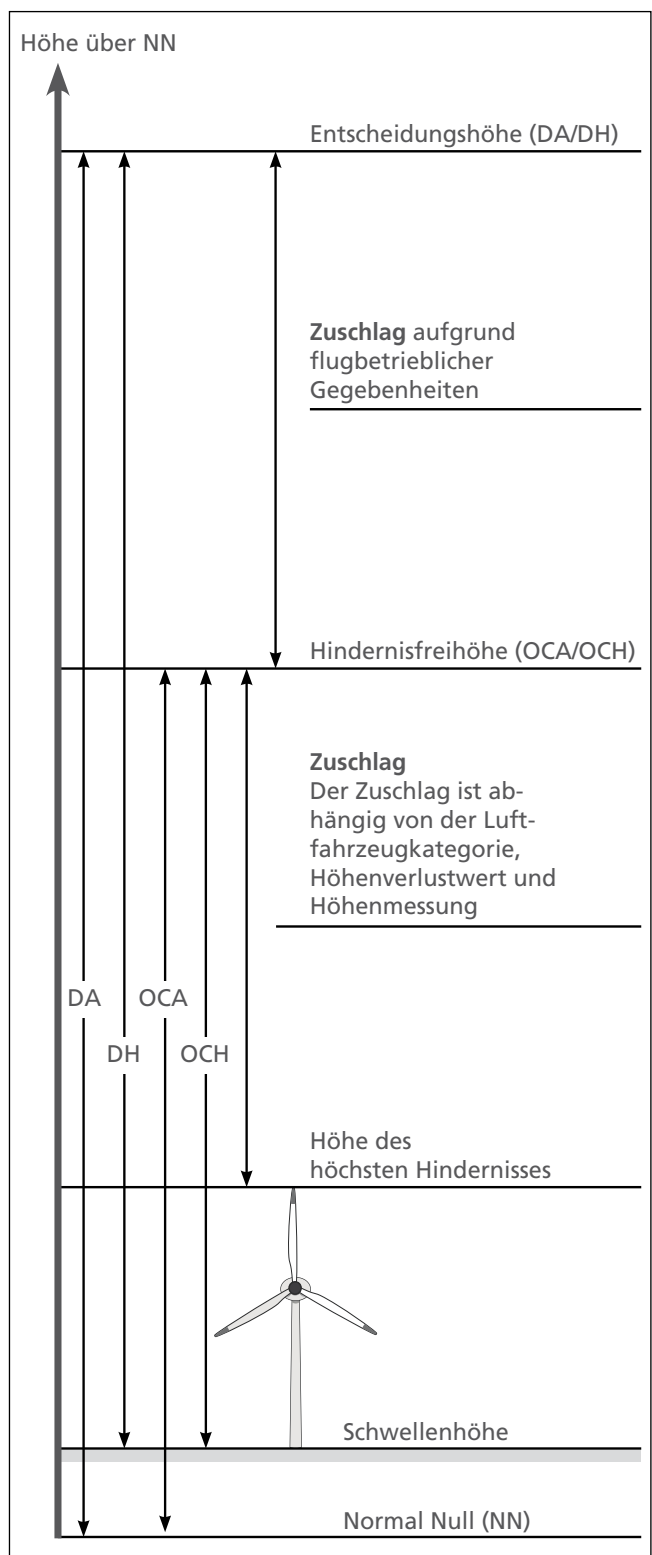 Höhe über NN
Entscheidungshöhe (DA/DH)
Zuschlag aufgrund
flugbetrieblicher
Gegebenheiten
Hindernisfreihöhe (OCA/OCH)
Zuschlag
Der Zuschlag ist ab-
hängig von der Luft-
fahrzeugkategorie,
Höhenverlustwert und
Höhenmessung
DA
OCA
DH
OCH
Höhe des
höchsten Hindernisses
Schwellenhöhe
Normal Null (NN)